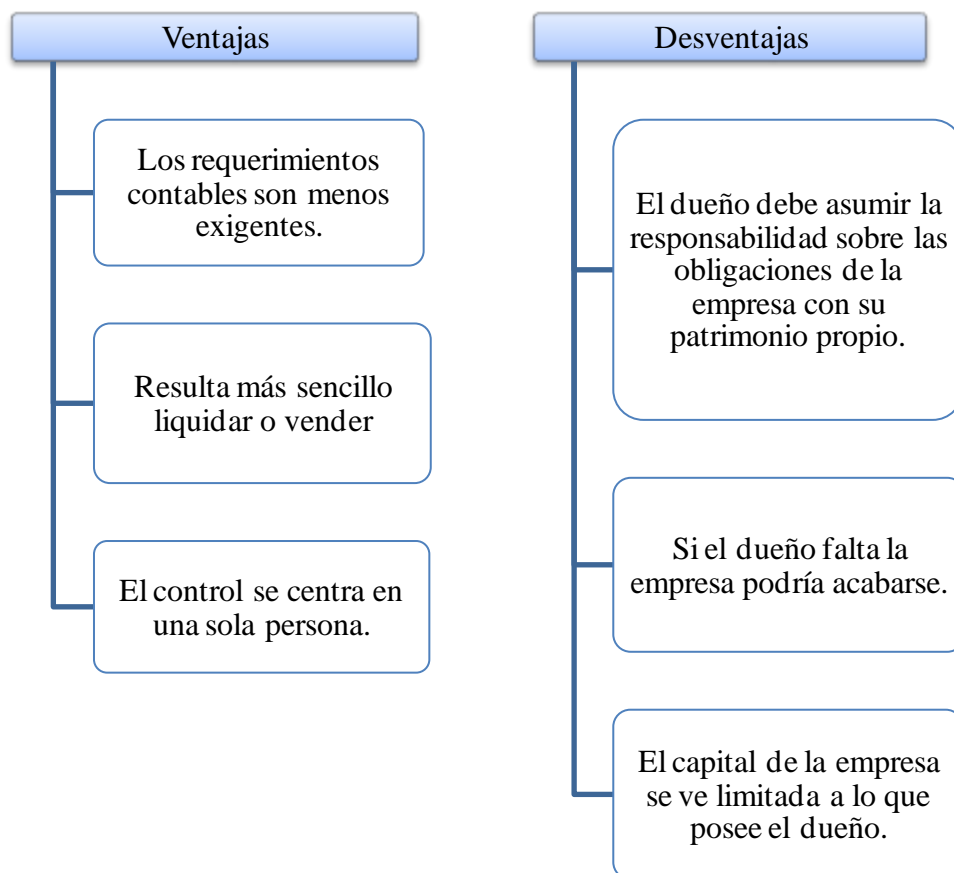 Ventajas
Los requerimientos
contables son menos
exigentes.
Resulta más sencillo
liquidar o vender
El control se centra en
una sola persona.
Desventajas
El dueño debe asumir la
responsabilidad sobre las
obligaciones de la
empresa con su
patrimonio propio.
Si el dueño falta la
empresa podría acabarse.
El capital de la empresa
se ve limitada a lo que
posee el dueño.